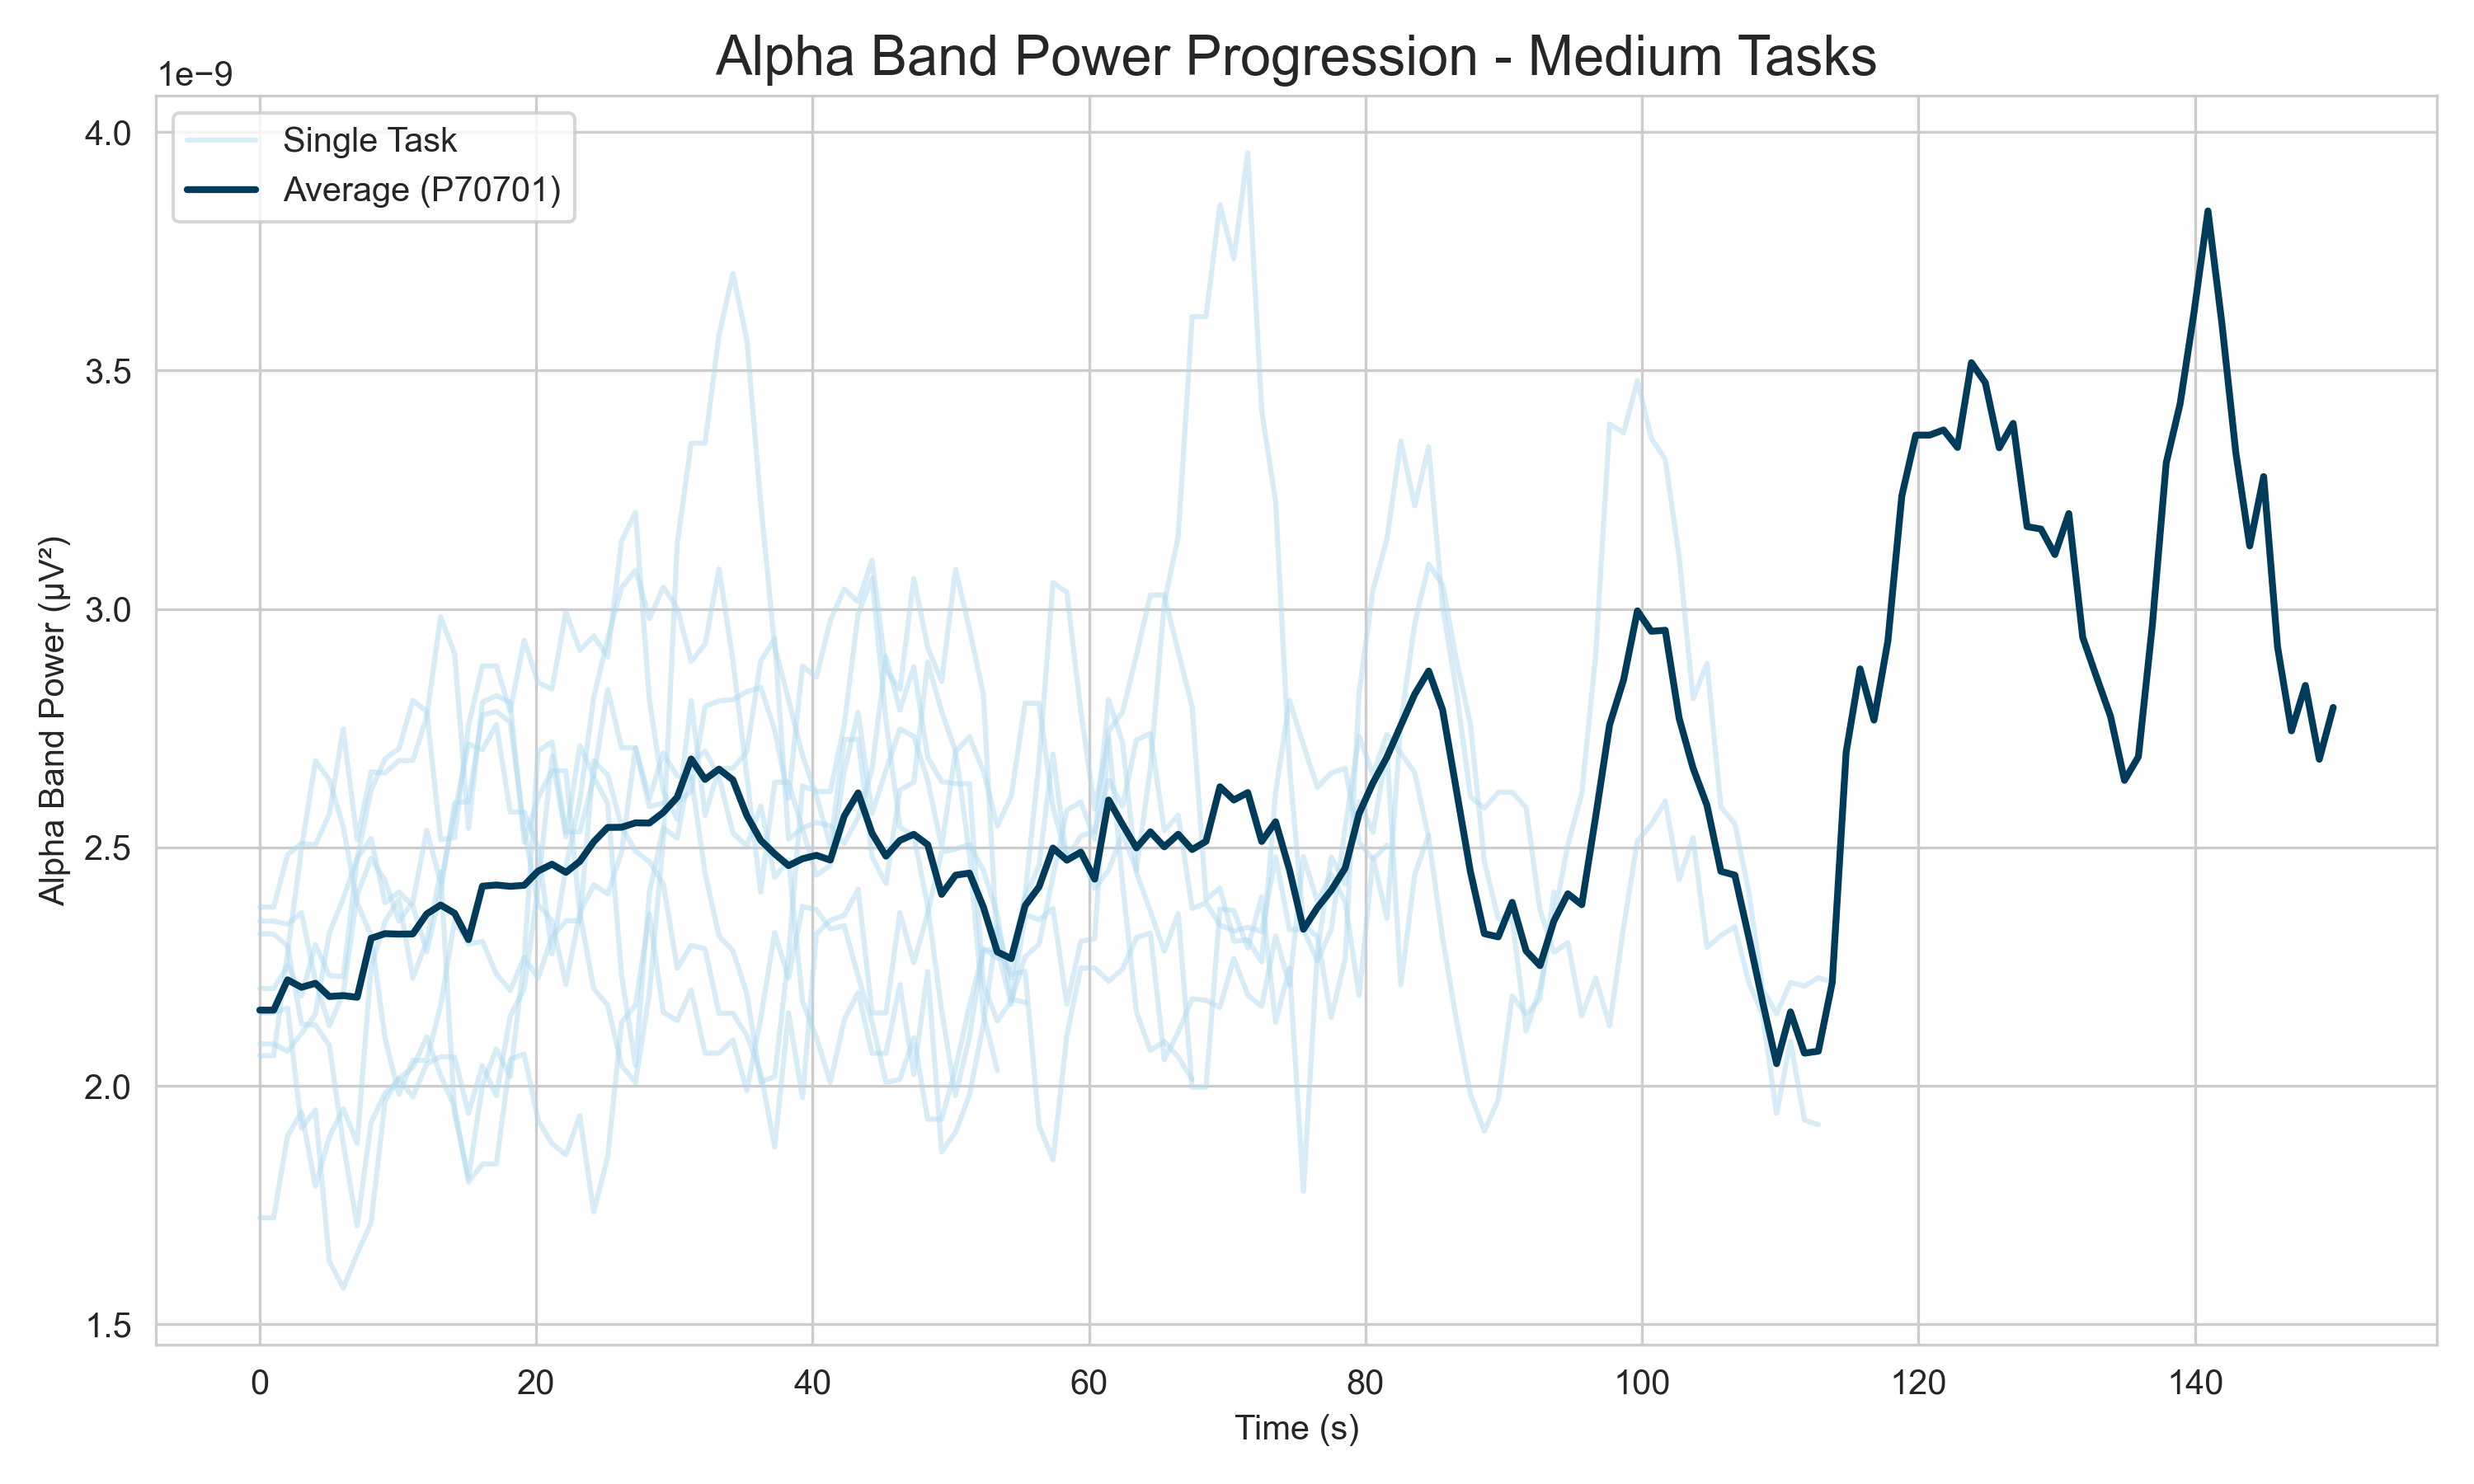 Alpha Band Power Progression - Medium Tasks
1e−9
Single Task
Average (P70701)
4.0
3.5
3.0
2.5
2.0
1.5
Alpha Band Power (μV²)
0 20 40 60 80 100 120 140
Time (s)